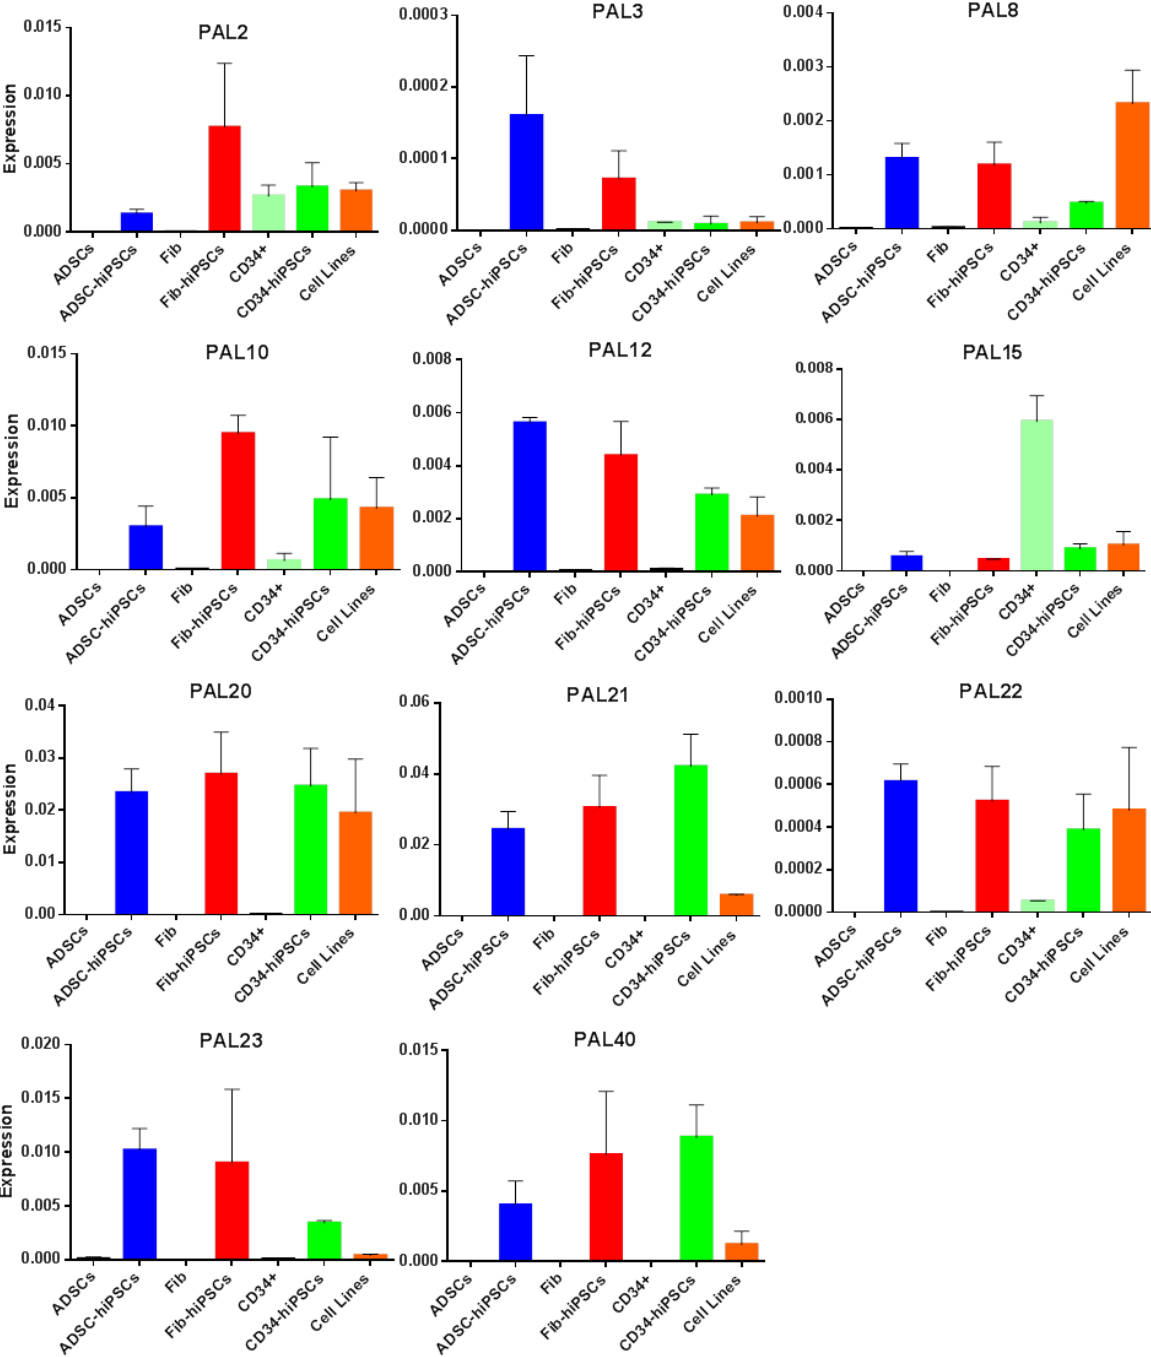 PAL2
PAL3
PAL8
Expression
0.015
0.010
0.005
0.000
ADSCs
ADSC-hiPSCs
Fib
Fib-hiPSCs
CD34+
CD34-hiPSCs
Cell Lines
0.0003
0.0002
0.0001
0.0000
ADSCs
ADSC-hiPSCs
Fib
Fib-hiPSCs
CD34+
CD34-hiPSCs
Cell Lines
0.004
0.003
0.002
0.001
0.000
ADSCs
ADSC-hiPSCs
Fib
Fib-hiPSCs
CD34+
CD34-hiPSCs
Cell Lines
PAL10
PAL12
PAL15
Expression
0.015
0.010
0.005
0.000
ADSCs
ADSC-hiPSCs
Fib
Fib-hiPSCs
CD34+
CD34-hiPSCs
Cell Lines
0.008
0.006
0.004
0.002
0.000
ADSCs
ADSC-hiPSCs
Fib
Fib-hiPSCs
CD34+
CD34-hiPSCs
Cell Lines
0.008
0.006
0.004
0.002
0.000
ADSCs
ADSC-hiPSCs
Fib
Fib-hiPSCs
CD34+
CD34-hiPSCs
Cell Lines
PAL20
PAL21
PAL22
Expression
0.04
0.03
0.02
0.01
0.00
ADSCs
ADSC-hiPSCs
Fib
Fib-hiPSCs
CD34+
CD34-hiPSCs
Cell Lines
0.06
0.04
0.02
0.00
ADSCs
ADSC-hiPSCs
Fib
Fib-hiPSCs
CD34+
CD34-hiPSCs
Cell Lines
0.0010
0.0008
0.0006
0.0004
0.0002
0.0000
ADSCs
ADSC-hiPSCs
Fib
Fib-hiPSCs
CD34+
CD34-hiPSCs
Cell Lines
PAL23
PAL40
Expression
0.020
0.015
0.010
0.005
0.000
ADSCs
ADSC-hiPSCs
Fib
Fib-hiPSCs
CD34+
CD34-hiPSCs
Cell Lines
0.015
0.010
0.005
0.000
ADSCs
ADSC-hiPSCs
Fib
Fib-hiPSCs
CD34+
CD34-hiPSCs
Cell Lines